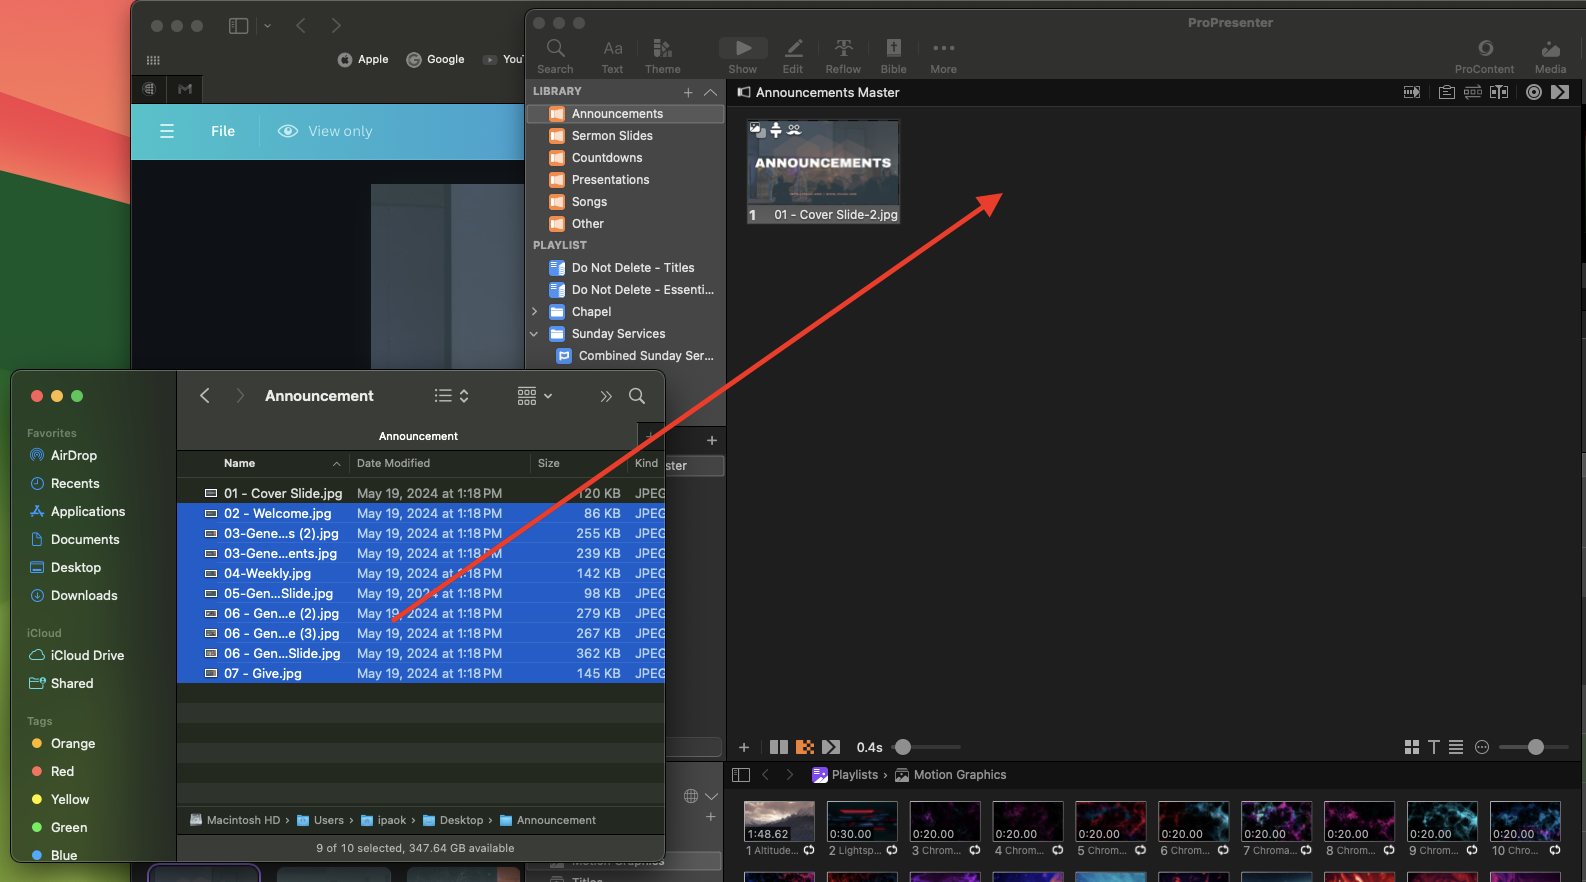 ProPresenter
Search
Aa
Text
Theme
Show
Edit
Reflow
Bible
More
ProContent
Media
Apple
Google
YouT
File
View only
LIBRARY
Announcements
Sermon Slides
Countdowns
Presentations
Songs
Other
PLAYLIST
Do Not Delete - Titles
Do Not Delete - Essenti...
Chapel
Sunday Services
Combined Sunday Ser...
Announcements Master
ANNOUNCEMENTS
1 01 - Cover Slide-2.jpg
ster
Announcement
Announcement
Name Date Modified Size Kind
01 - Cover Slide.jpg May 19, 2024 at 1:18 PM 120 KB JPEG
02 - Welcome.jpg May 19, 2024 at 1:18 PM 86 KB JPEG
03-Gene...s (2).jpg May 19, 2024 at 1:18 PM 255 KB JPEG
03-Gene...ents.jpg May 19, 2024 at 1:18 PM 239 KB JPEG
04-Weekly.jpg May 19, 2024 at 1:18 PM 142 KB JPEG
05-Gen...Slide.jpg May 19, 2024 at 1:18 PM 98 KB JPEG
06 - Gen...e (2).jpg May 19, 2024 at 1:18 PM 279 KB JPEG
06 - Gen...e (3).jpg May 19, 2024 at 1:18 PM 267 KB JPEG
06 - Gen...Slide.jpg May 19, 2024 at 1:18 PM 362 KB JPEG
07 - Give.jpg May 19, 2024 at 1:18 PM 145 KB JPEG
Favorites
AirDrop
Recents
Applications
Documents
Desktop
Downloads
iCloud
iCloud Drive
Shared
Tags
Orange
Red
Yellow
Green
Blue
Macintosh HD › Users › ipaok › Desktop › Announcement
9 of 10 selected, 347.64 GB available
0.4s
Playlists › Motion Graphics
1:48.62
0:30.00
0:20.00
0:20.00
0:20.00
0:20.00
0:20.00
0:20.00
0:20.00
0:20.00
1 Altitude...
2 Lightsp...
3 Chrom...
4 Chrom...
5 Chrom...
6 Chrom...
7 Chrom...
8 Chrom...
9 Chrom...
10 Chrom...
Motion Graphics
Titles